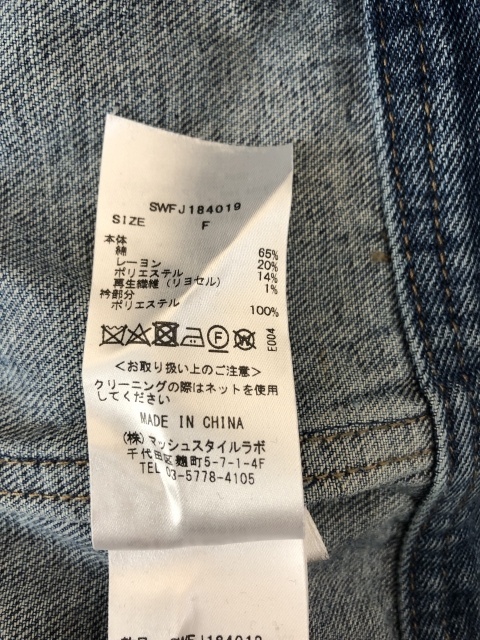 SWFJ184019
SIZE F
本体
綿 65%
レーヨン 20%
ポリエステル 14%
再生繊維（リヨセル） 1%
衿部分
ポリエステル 100%
F W E004
＜お取り扱い上のご注意＞
クリーニングの際はネットを使用
してください
MADE IN CHINA
(株)マッシュスタイルラボ
千代田区麹町5-7-1-4F
TEL 03-5778-4105